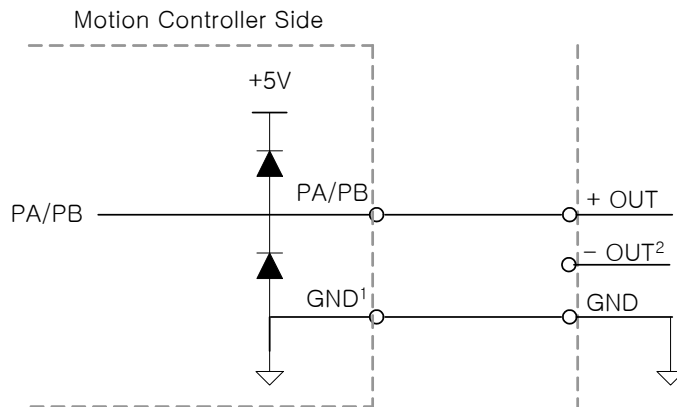 Motion Controller Side
+5V
PA/PB
PA/PB
+ OUT
− OUT²
GND¹
GND